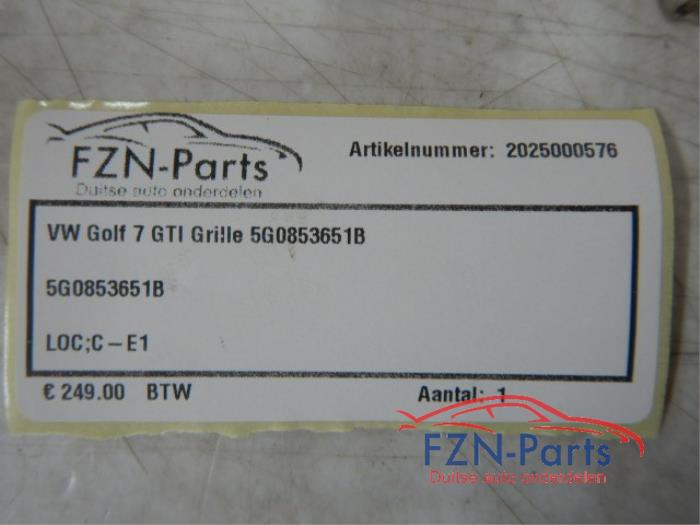 FZN-Parts
Duitse auto onderdelen
Artikelnummer: 2025000576
VW Golf 7 GTI Grille 5G0853651B
5G0853651B
LOC;C-E1
€ 249.00 BTW
Aantal: 1
FZN-Parts
Duitse auto onderdelen